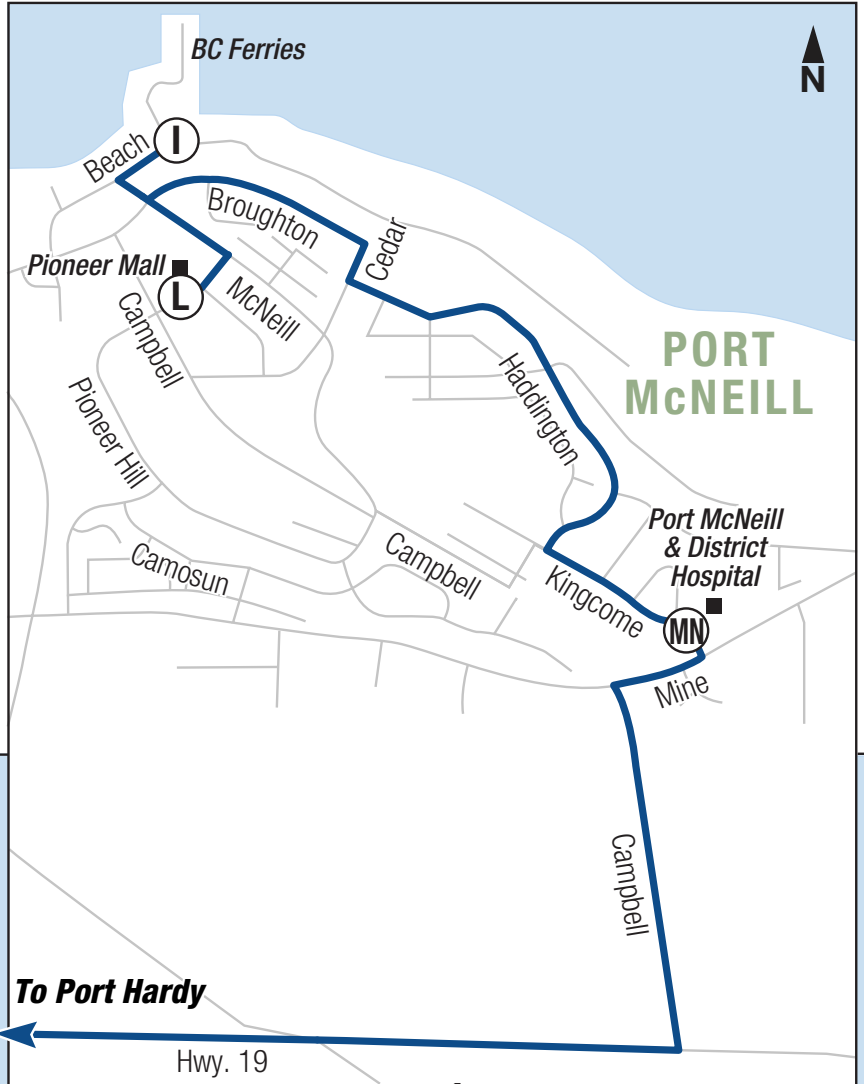 BC Ferries
N
I
Beach
Broughton
Cedar
Pioneer Mall
L
McNeill
Campbell
PORT
McNEILL
Haddington
Pioneer Hill
Port McNeill
& District
Hospital
Campbell
Camosun
Kingcome
MN
Mine
Campbell
To Port Hardy
Hwy. 19